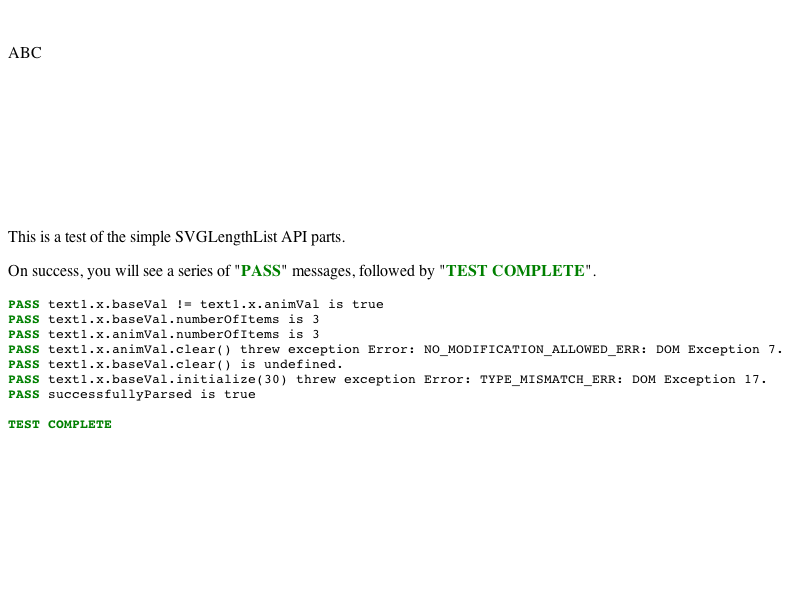 ABC
This is a test of the simple SVGLengthList API parts.
On success, you will see a series of "PASS" messages, followed by "TEST COMPLETE".
PASS text1.x.baseVal != text1.x.animVal is true
PASS text1.x.baseVal.numberOfItems is 3
PASS text1.x.animVal.numberOfItems is 3
PASS text1.x.animVal.clear() threw exception Error: NO_MODIFICATION_ALLOWED_ERR: DOM Exception 7.
PASS text1.x.baseVal.clear() is undefined.
PASS text1.x.baseVal.initialize(30) threw exception Error: TYPE_MISMATCH_ERR: DOM Exception 17.
PASS successfullyParsed is true
TEST COMPLETE